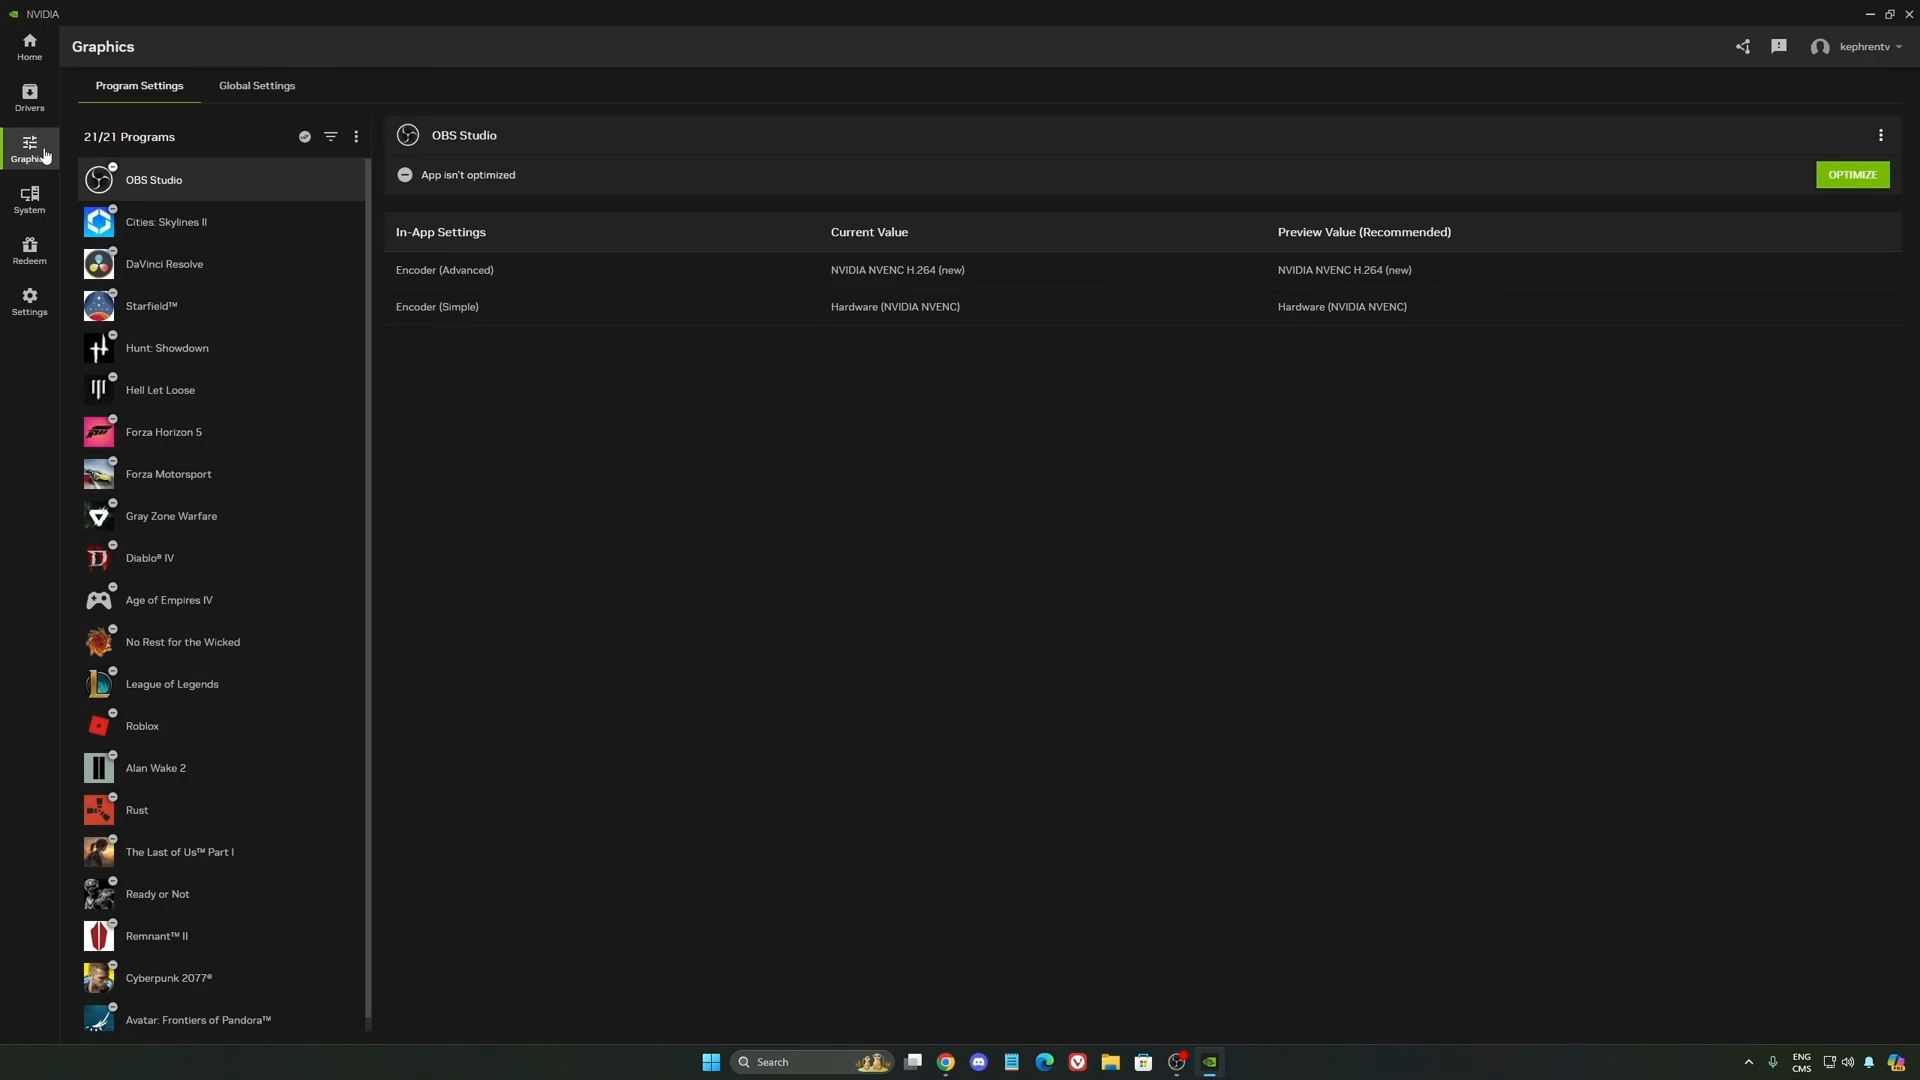 NVIDIA
Home
Graphics
kephrentv
Program Settings
Global Settings
Drivers
21/21 Programs
OBS Studio
Graphi
App isn't optimized
OPTIMIZE
OBS Studio
System
Cities: Skylines II
In-App Settings
Current Value
Preview Value (Recommended)
Redeem
DaVinci Resolve
Encoder (Advanced)
NVIDIA NVENC H.264 (new)
NVIDIA NVENC H.264 (new)
Settings
Starfield™
Encoder (Simple)
Hardware (NVIDIA NVENC)
Hardware (NVIDIA NVENC)
Hunt: Showdown
Hell Let Loose
Forza Horizon 5
Forza Motorsport
Gray Zone Warfare
Diablo® IV
Age of Empires IV
No Rest for the Wicked
League of Legends
Roblox
Alan Wake 2
Rust
The Last of Us™ Part I
Ready or Not
Remnant™ II
Cyberpunk 2077®
Avatar: Frontiers of Pandora™
Search
ENG
CMS
PRE